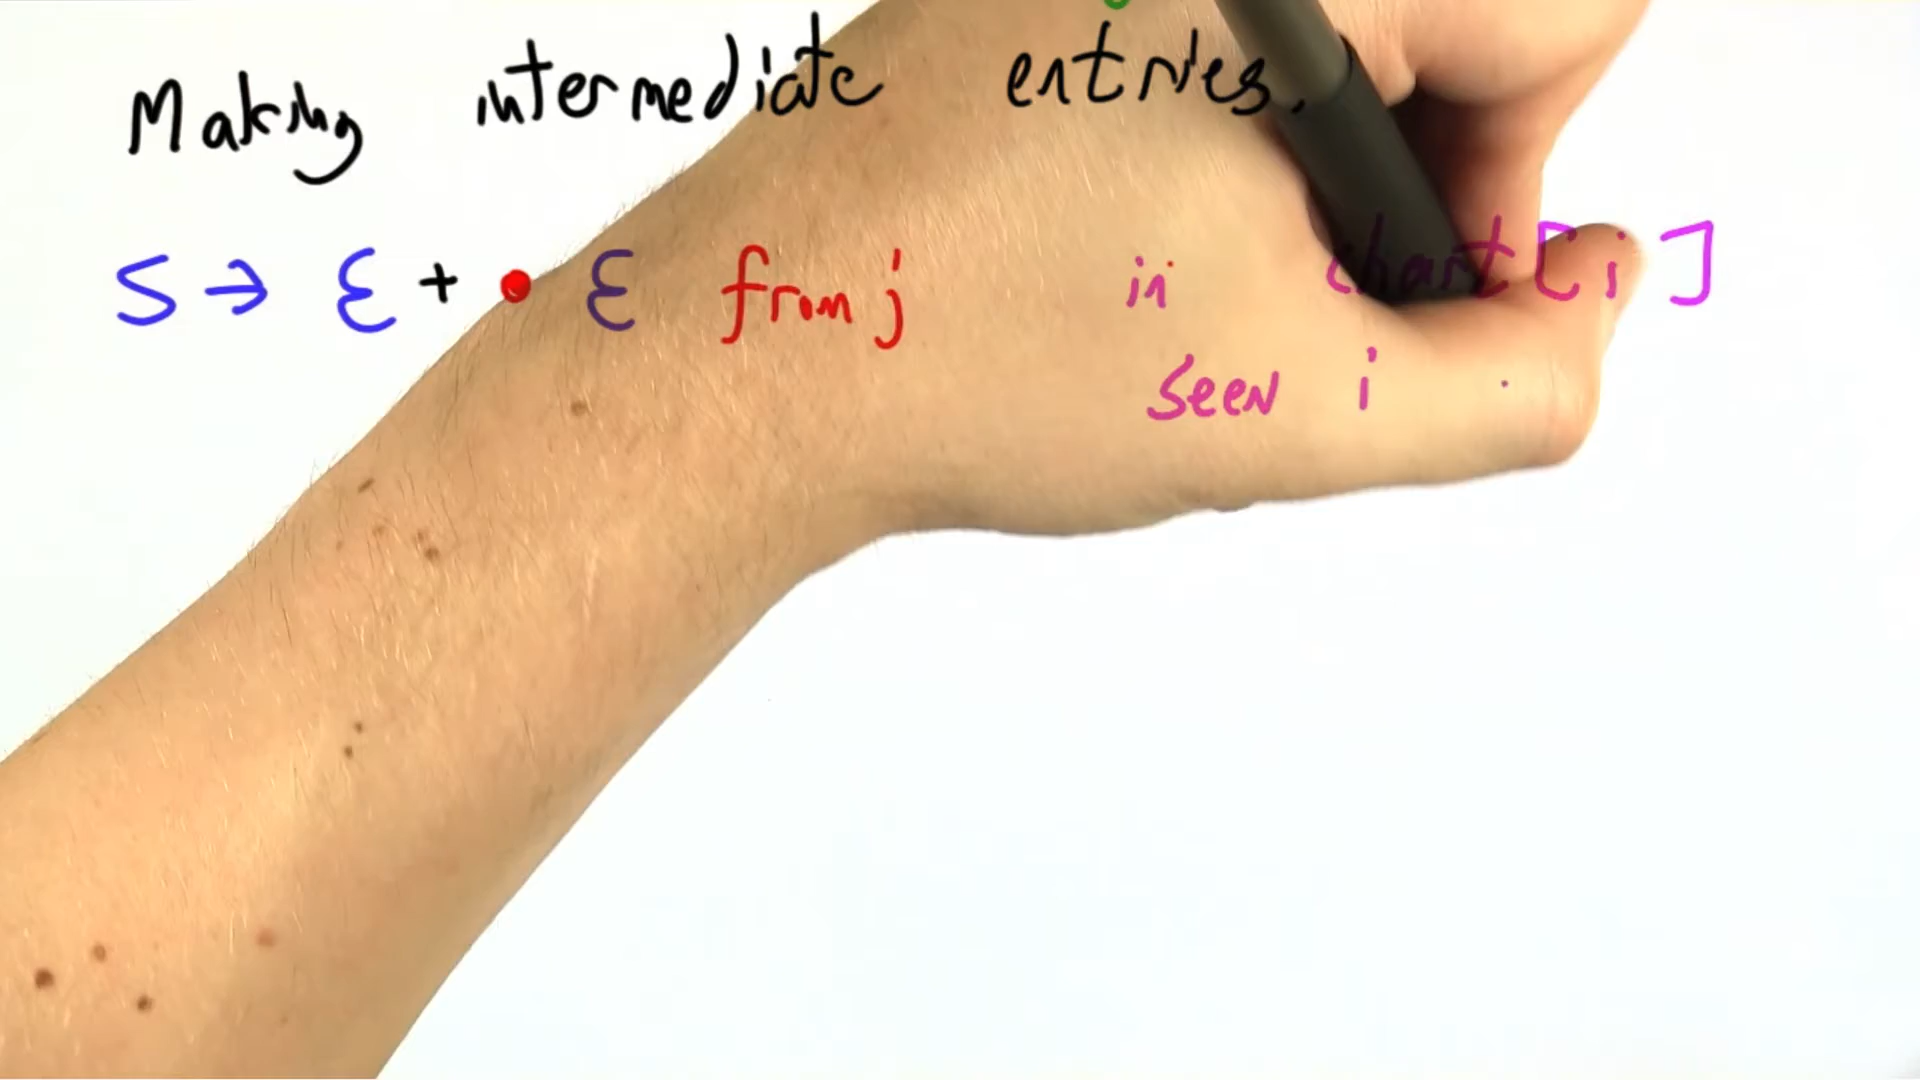 Making intermediate entries.
S → E + • E from j in chart[i]
seen i